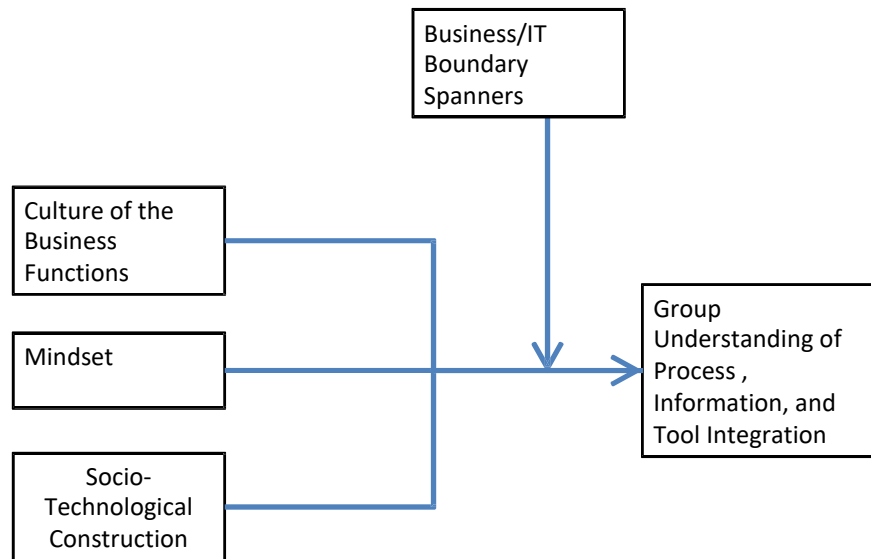 Business/IT
Boundary
Spanners
Culture of the
Business
Functions
Mindset
Socio-
Technological
Construction
Group
Understanding of
Process ,
Information, and
Tool Integration